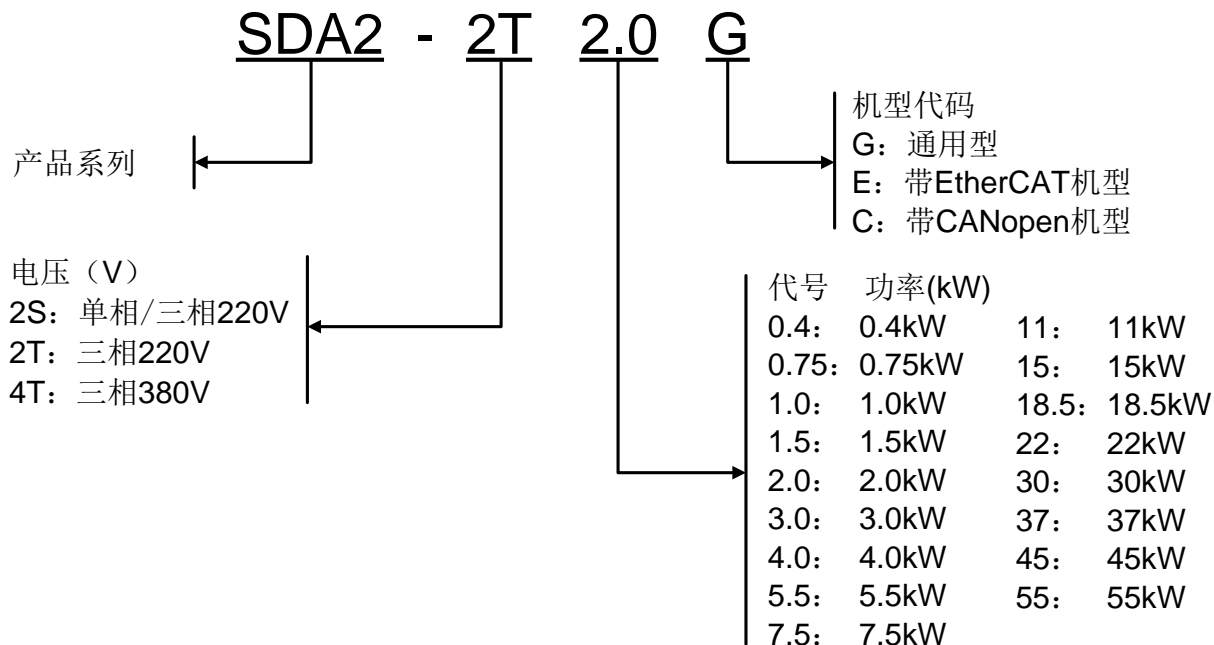 SDA2 - 2T 2.0 G
产品系列
机型代码
G：通用型
E：带EtherCAT机型
C：带CANopen机型
电压（V）
2S：单相/三相220V
2T：三相220V
4T：三相380V
代号 功率(kW)
0.4： 0.4kW 11： 11kW
0.75： 0.75kW 15： 15kW
1.0： 1.0kW 18.5： 18.5kW
1.5： 1.5kW 22： 22kW
2.0： 2.0kW 30： 30kW
3.0： 3.0kW 37： 37kW
4.0： 4.0kW 45： 45kW
5.5： 5.5kW 55： 55kW
7.5： 7.5kW